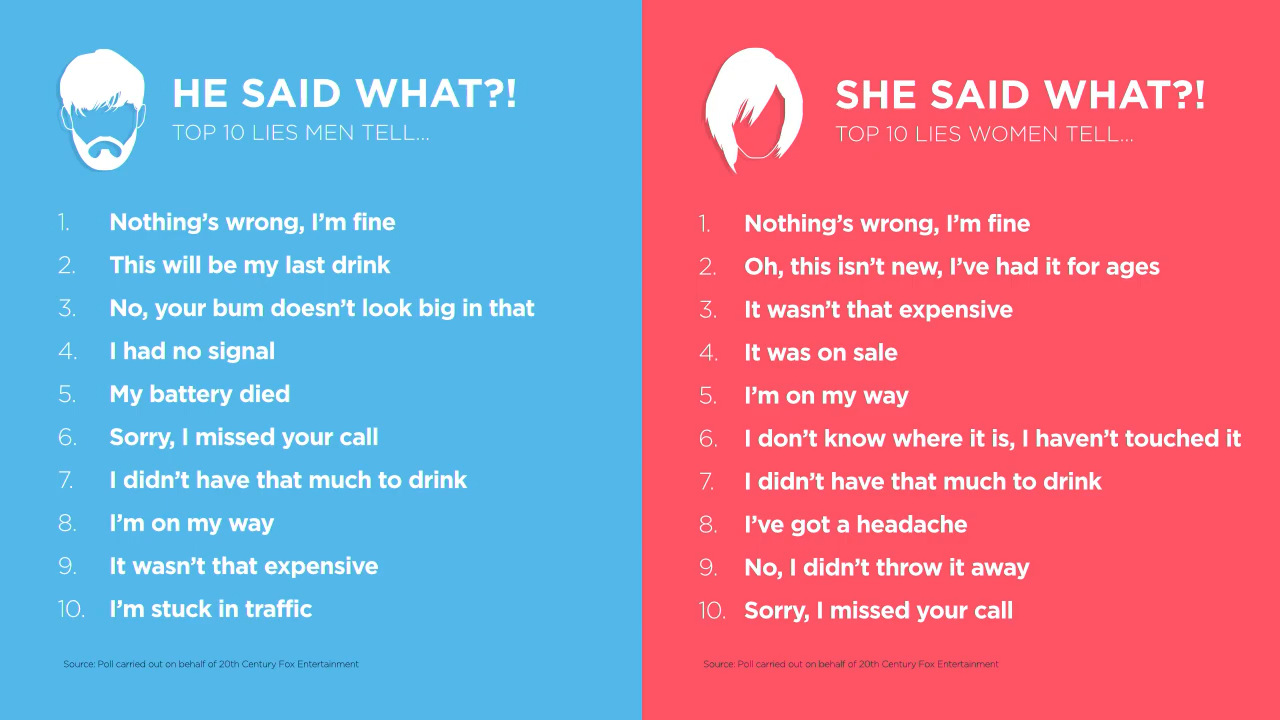 HE SAID WHAT?!
TOP 10 LIES MEN TELL...
1. Nothing's wrong, I'm fine
2. This will be my last drink
3. No, your bum doesn't look big in that
4. I had no signal
5. My battery died
6. Sorry, I missed your call
7. I didn't have that much to drink
8. I'm on my way
9. It wasn't that expensive
10. I'm stuck in traffic
Source: Poll carried out on behalf of 20th Century Fox Entertainment
SHE SAID WHAT?!
TOP 10 LIES WOMEN TELL...
1. Nothing's wrong, I'm fine
2. Oh, this isn't new, I've had it for ages
3. It wasn't that expensive
4. It was on sale
5. I'm on my way
6. I don't know where it is, I haven't touched it
7. I didn't have that much to drink
8. I've got a headache
9. No, I didn't throw it away
10. Sorry, I missed your call
Source: Poll carried out on behalf of 20th Century Fox Entertainment